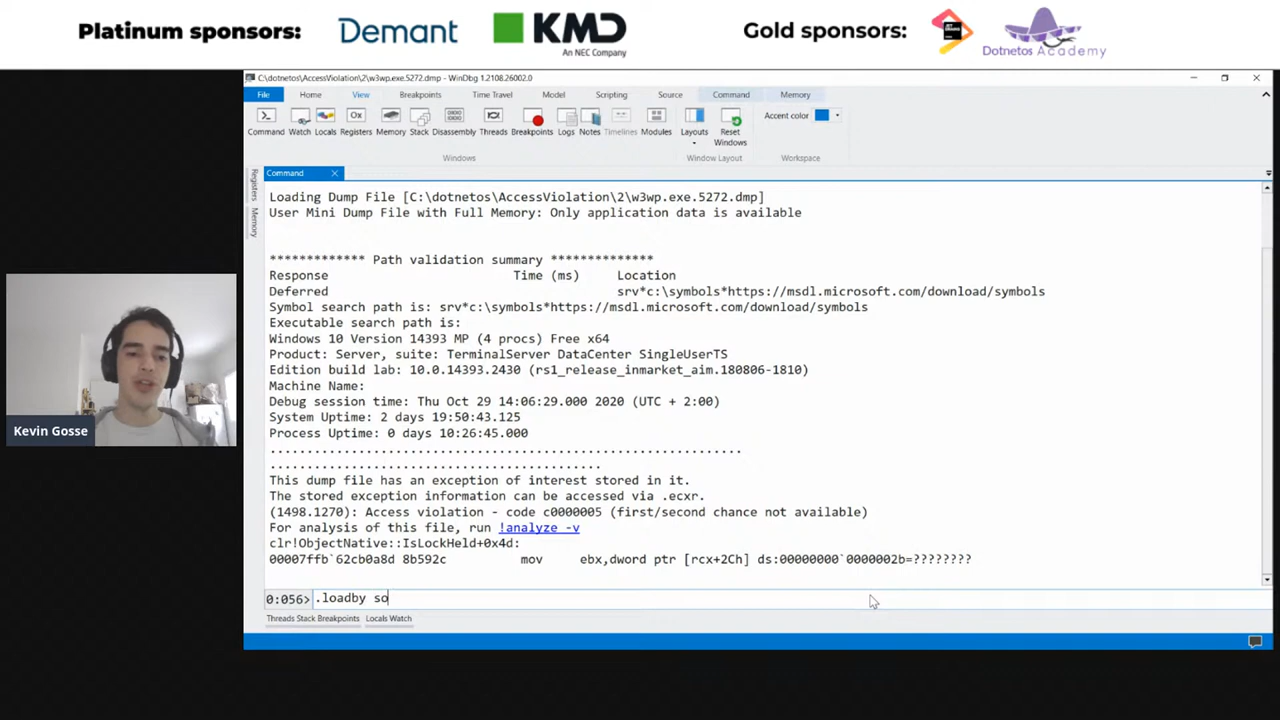 Platinum sponsors:
Demant
KMD
An NEC Company
Gold sponsors:
Dotnetos Academy
C:\dotnetos\AccessViolation\2\w3wp.exe.5272.dmp - WinDbg 1.2108.26002.0
File Home View Breakpoints Time Travel Model Scripting Source Command Memory
Command Watch Locals Registers Memory Stack Disassembly Threads Breakpoints Logs Notes Timelines Modules Layouts Reset Windows
Accent color
Windows Window Layout Workspace
Command
Registers Memory
Loading Dump File [C:\dotnetos\AccessViolation\2\w3wp.exe.5272.dmp]
User Mini Dump File with Full Memory: Only application data is available
************* Path validation summary **************
Response Time (ms) Location
Deferred srv*c:\symbols*https://msdl.microsoft.com/download/symbols
Symbol search path is: srv*c:\symbols*https://msdl.microsoft.com/download/symbols
Executable search path is:
Windows 10 Version 14393 MP (4 procs) Free x64
Product: Server, suite: TerminalServer DataCenter SingleUserTS
Edition build lab: 10.0.14393.2430 (rs1_release_inmarket_aim.180806-1810)
Machine Name:
Debug session time: Thu Oct 29 14:06:29.000 2020 (UTC + 2:00)
System Uptime: 2 days 19:50:43.125
Process Uptime: 0 days 10:26:45.000
................................................................
.............................................
This dump file has an exception of interest stored in it.
The stored exception information can be accessed via .ecxr.
(1498.1270): Access violation - code c0000005 (first/second chance not available)
For analysis of this file, run !analyze -v
clr!ObjectNative::IsLockHeld+0x4d:
00007ffb`62cb0a8d 8b592c mov ebx,dword ptr [rcx+2Ch] ds:00000000`0000002b=????????
0:056> .loadby so
Threads Stack Breakpoints Locals Watch
Kevin Gosse